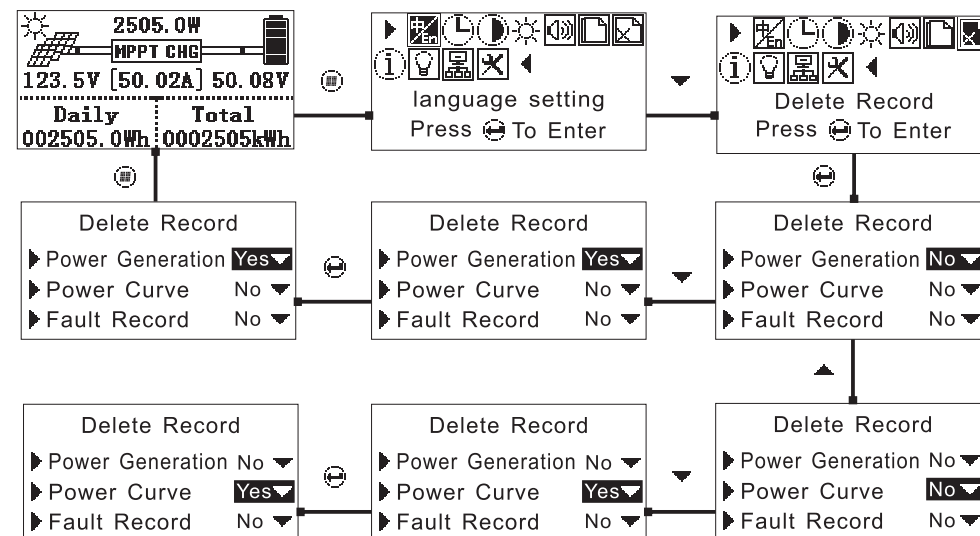 2505.0W
MPPT CHG
123.5V [50.02A] 50.08V
Daily Total
002505.0Wh 0002505kWh
中/En
i
language setting
Press To Enter
中/En
i
Delete Record
Press To Enter
Delete Record
Power Generation Yes
Power Curve No
Fault Record No
Delete Record
Power Generation Yes
Power Curve No
Fault Record No
Delete Record
Power Generation No
Power Curve No
Fault Record No
Delete Record
Power Generation No
Power Curve Yes
Fault Record No
Delete Record
Power Generation No
Power Curve Yes
Fault Record No
Delete Record
Power Generation No
Power Curve No
Fault Record No